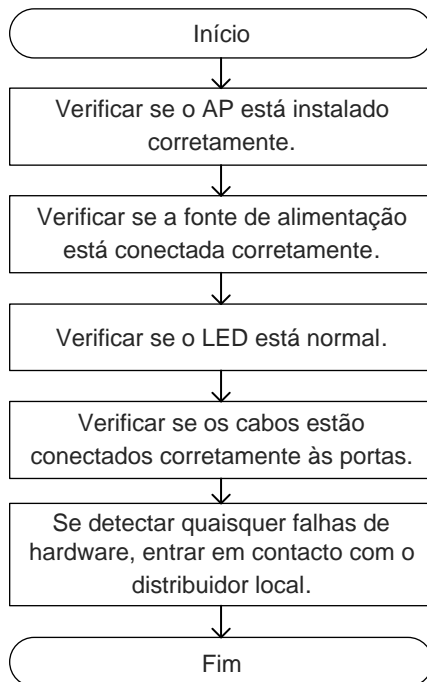 Início
Verificar se o AP está instalado
corretamente.
Verificar se a fonte de alimentação
está conectada corretamente.
Verificar se o LED está normal.
Verificar se os cabos estão
conectados corretamente às portas.
Se detectar quaisquer falhas de
hardware, entrar em contacto com o
distribuidor local.
Fim